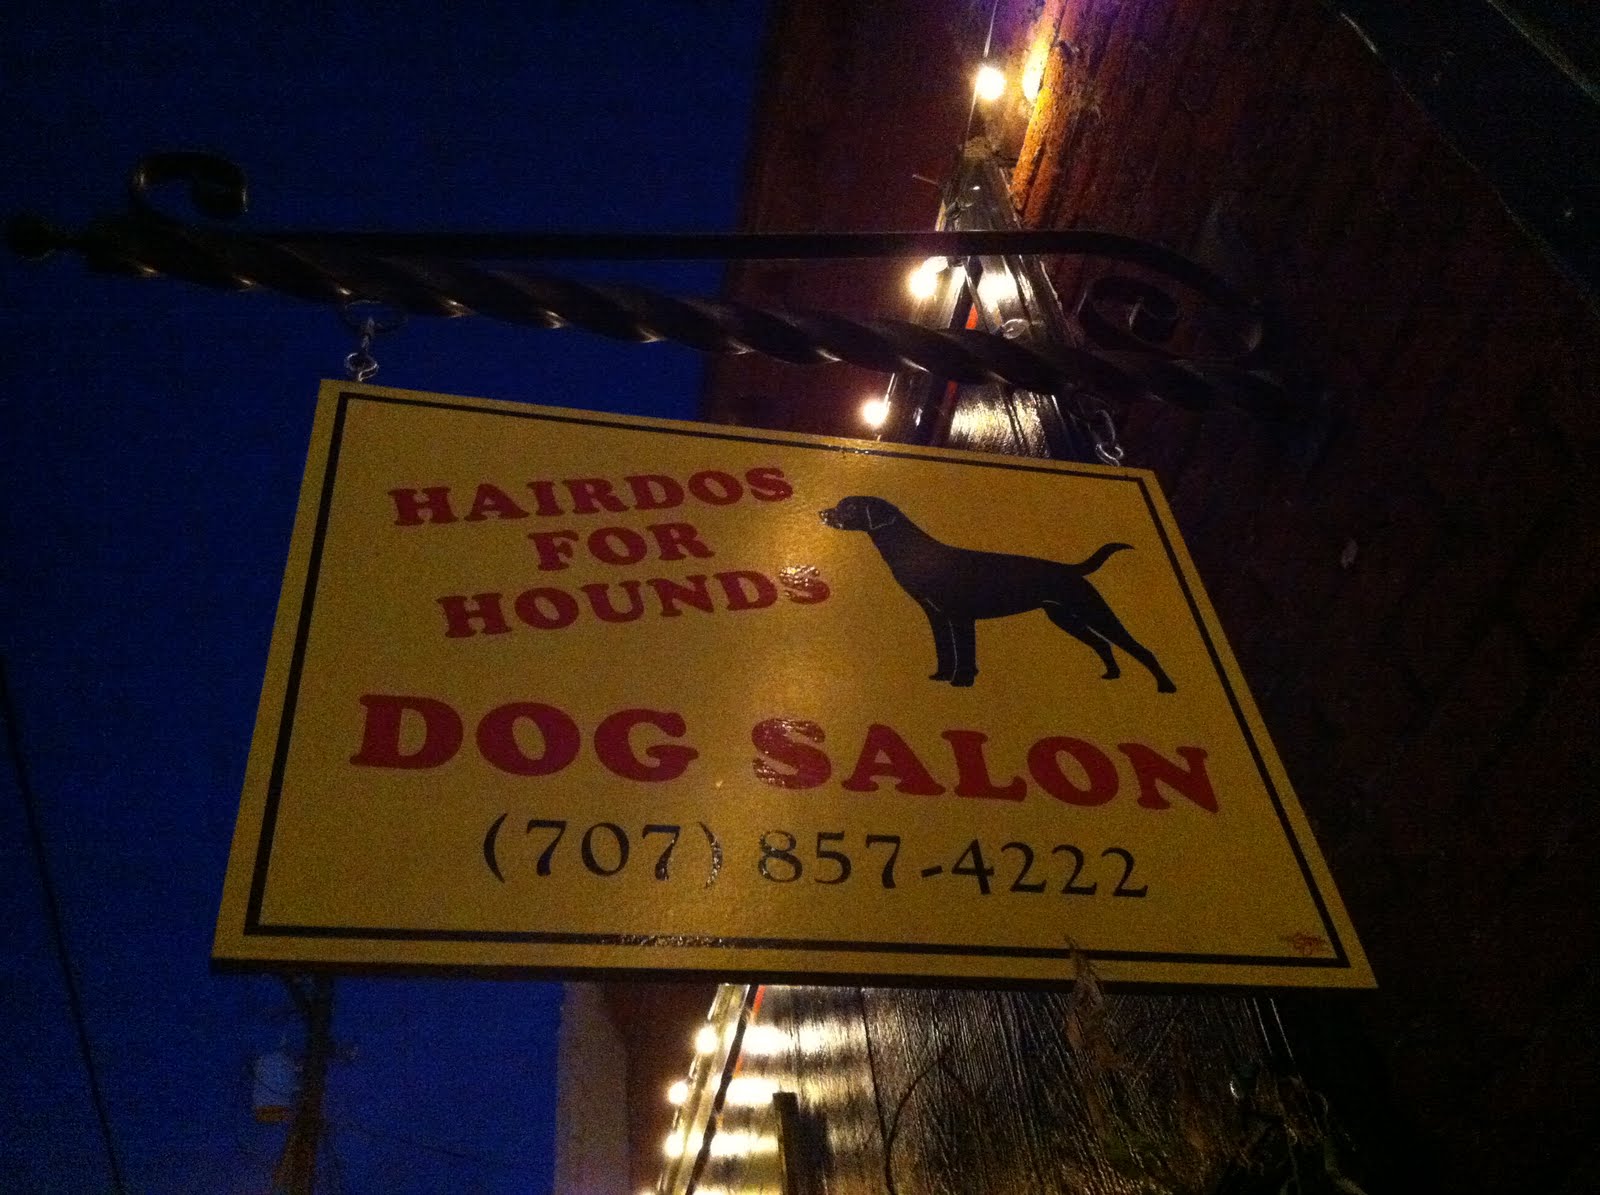 HAIRDOS
FOR
HOUNDS
DOG SALON
(707) 857-4222